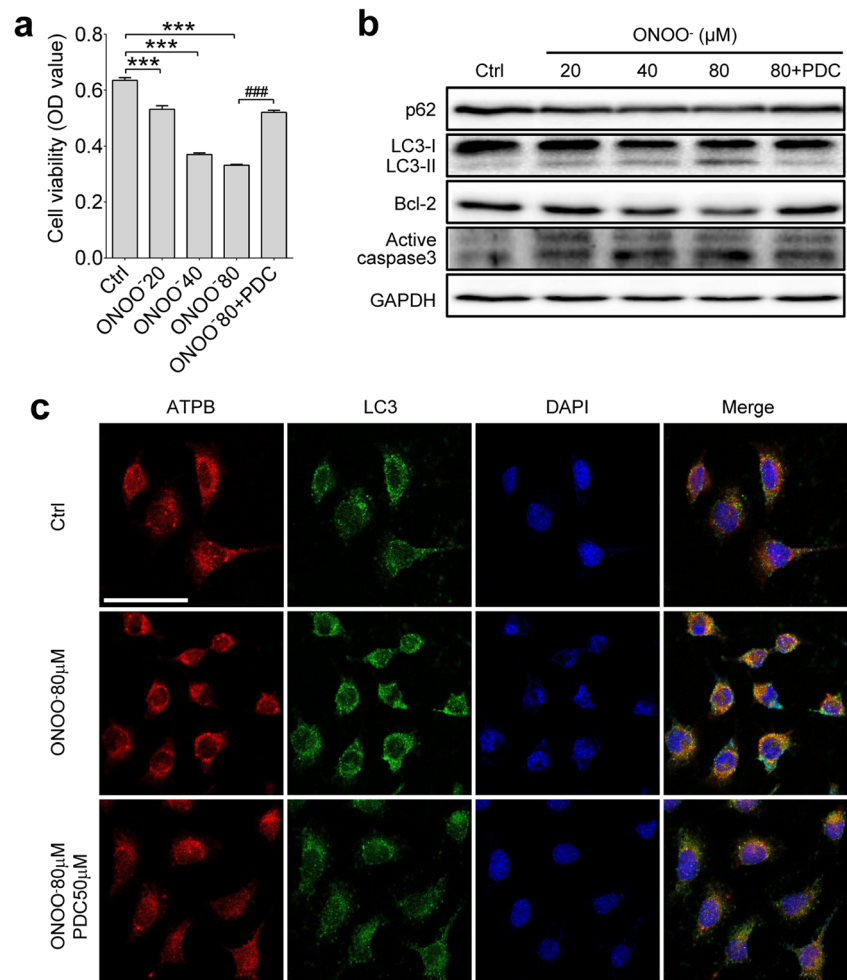 a
Cell viability (OD value)
0.8
0.6
0.4
0.2
0.0
***
***
***
###
Ctrl
ONOO⁻20
ONOO⁻40
ONOO⁻80
ONOO⁻80+PDC
b
ONOO⁻ (μM)
Ctrl 20 40 80 80+PDC
p62
LC3-I
LC3-II
Bcl-2
Active
caspase3
GAPDH
c
ATPB LC3 DAPI Merge
Ctrl
ONOO⁻80μM
ONOO⁻80μM
PDC50μM